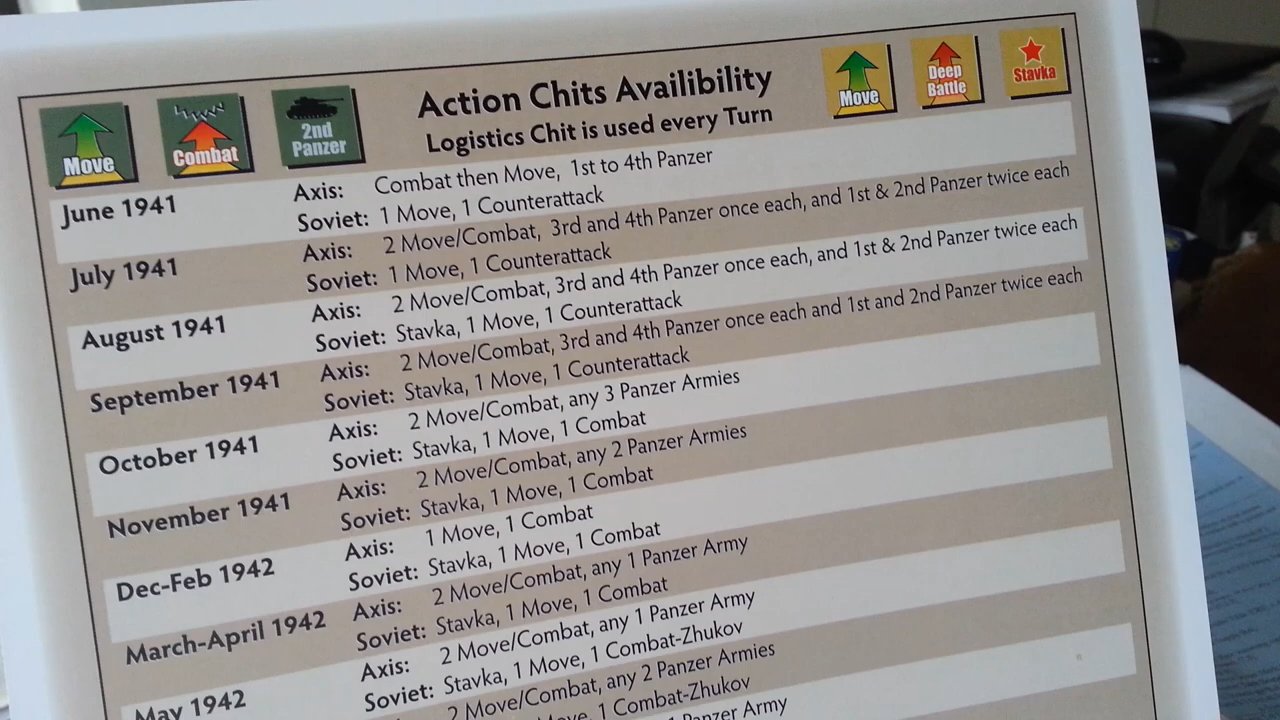 Action Chits Availibility
Logistics Chit is used every Turn
Move
Combat
2nd
Panzer
Move
Deep
Battle
Stavka
June 1941
Axis: Combat then Move, 1st to 4th Panzer
Soviet: 1 Move, 1 Counterattack
July 1941
Axis: 2 Move/Combat, 3rd and 4th Panzer once each, and 1st & 2nd Panzer twice each
Soviet: 1 Move, 1 Counterattack
August 1941
Axis: 2 Move/Combat, 3rd and 4th Panzer once each, and 1st & 2nd Panzer twice each
Soviet: Stavka, 1 Move, 1 Counterattack
September 1941
Axis: 2 Move/Combat, 3rd and 4th Panzer once each and 1st and 2nd Panzer twice each
Soviet: Stavka, 1 Move, 1 Counterattack
October 1941
Axis: 2 Move/Combat, any 3 Panzer Armies
Soviet: Stavka, 1 Move, 1 Combat
November 1941
Axis: 2 Move/Combat, any 2 Panzer Armies
Soviet: Stavka, 1 Move, 1 Combat
Dec-Feb 1942
Axis: 1 Move, 1 Combat
Soviet: Stavka, 1 Move, 1 Combat
March-April 1942
Axis: 2 Move/Combat, any 1 Panzer Army
Soviet: Stavka, 1 Move, 1 Combat
May 1942
Axis: 2 Move/Combat, any 1 Panzer Army
Soviet: Stavka, 1 Move, 1 Combat-Zhukov
2 Move/Combat, any 2 Panzer Armies
Move, 1 Combat-Zhukov
1 Panzer Army